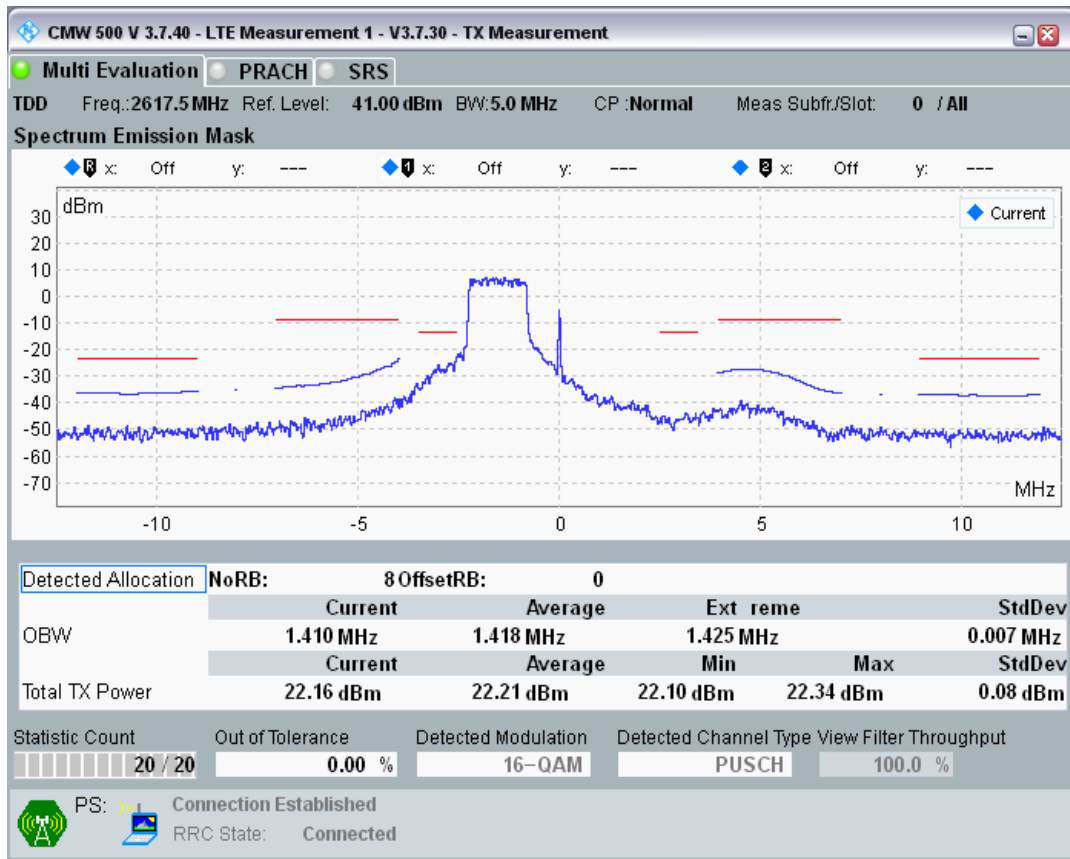 CMW 500 V 3.7.40 - LTE Measurement 1 - V3.7.30 - TX Measurement
Multi Evaluation PRACH SRS
TDD Freq.:2617.5 MHz Ref. Level: 41.00 dBm BW:5.0 MHz CP :Normal Meas Subfr./Slot: 0 / All
Spectrum Emission Mask
R x: Off y: --- 1 x: Off y: --- 2 x: Off y: ---
dBm
Current
30
20
10
0
-10
-20
-30
-40
-50
-60
-70
MHz
-10 -5 0 5 10
Detected Allocation NoRB: 8 OffsetRB: 0
Current Average Ext reme StdDev
OBW 1.410 MHz 1.418 MHz 1.425 MHz 0.007 MHz
Current Average Min Max StdDev
Total TX Power 22.16 dBm 22.21 dBm 22.10 dBm 22.34 dBm 0.08 dBm
Statistic Count Out of Tolerance Detected Modulation Detected Channel Type View Filter Throughput
20 / 20 0.00 % 16-QAM PUSCH 100.0 %
PS: Connection Established
RRC State: Connected